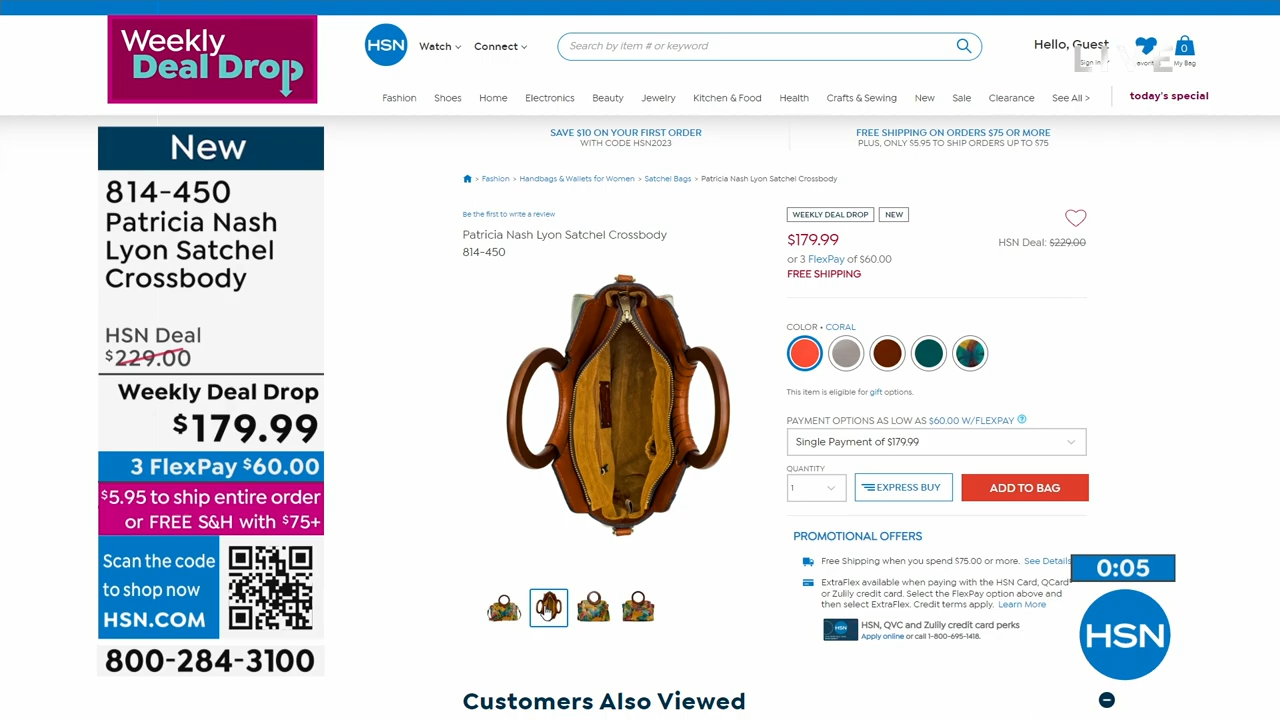 Weekly
Deal Drop
HSN
Watch
Connect
Search by item # or keyword
Hello, Guest
Sign In
Favorites
0
My Bag
LIVE
Fashion Shoes Home Electronics Beauty Jewelry Kitchen & Food Health Crafts & Sewing New Sale Clearance See All > today's special
SAVE $10 ON YOUR FIRST ORDER
WITH CODE HSN2023
FREE SHIPPING ON ORDERS $75 OR MORE
PLUS, ONLY $5.95 TO SHIP ORDERS UP TO $75
New
814-450
Patricia Nash
Lyon Satchel
Crossbody
HSN Deal
$229.00
Weekly Deal Drop
$179.99
3 FlexPay $60.00
$5.95 to ship entire order
or FREE S&H with $75+
Scan the code
to shop now
HSN.COM
800-284-3100
> Fashion > Handbags & Wallets for Women > Satchel Bags > Patricia Nash Lyon Satchel Crossbody
Be the first to write a review
Patricia Nash Lyon Satchel Crossbody
814-450
WEEKLY DEAL DROP NEW
$179.99
HSN Deal: $229.00
or 3 FlexPay of $60.00
FREE SHIPPING
COLOR • CORAL
This item is eligible for gift options.
PAYMENT OPTIONS AS LOW AS $60.00 W/FLEXPAY ?
Single Payment of $179.99
QUANTITY
1
EXPRESS BUY
ADD TO BAG
PROMOTIONAL OFFERS
Free Shipping when you spend $75.00 or more. See Details
ExtraFlex available when paying with the HSN Card, QCard®
or Zulily credit card. Select the FlexPay option above and
then select ExtraFlex. Credit terms apply. Learn More
HSN, QVC and Zulily credit card perks
Apply online or call 1-800-695-1418.
0:05
HSN
Customers Also Viewed